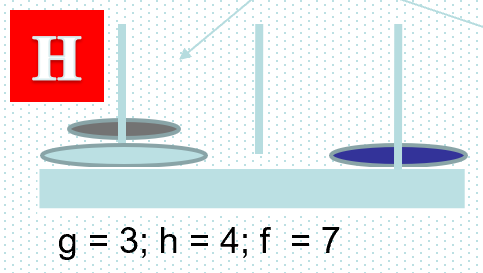 H
g = 3; h = 4; f = 7